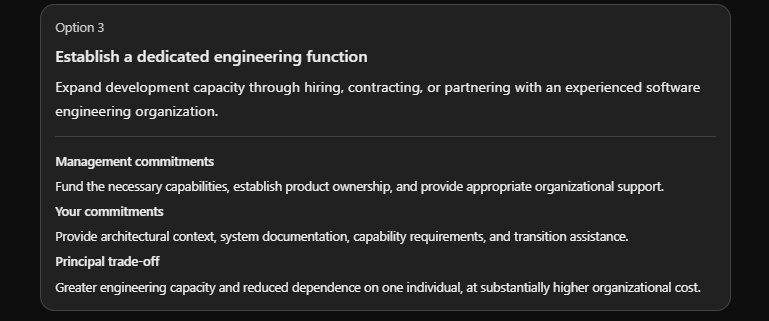 Option 3
Establish a dedicated engineering function
Expand development capacity through hiring, contracting, or partnering with an experienced software
engineering organization.
Management commitments
Fund the necessary capabilities, establish product ownership, and provide appropriate organizational support.
Your commitments
Provide architectural context, system documentation, capability requirements, and transition assistance.
Principal trade-off
Greater engineering capacity and reduced dependence on one individual, at substantially higher organizational cost.